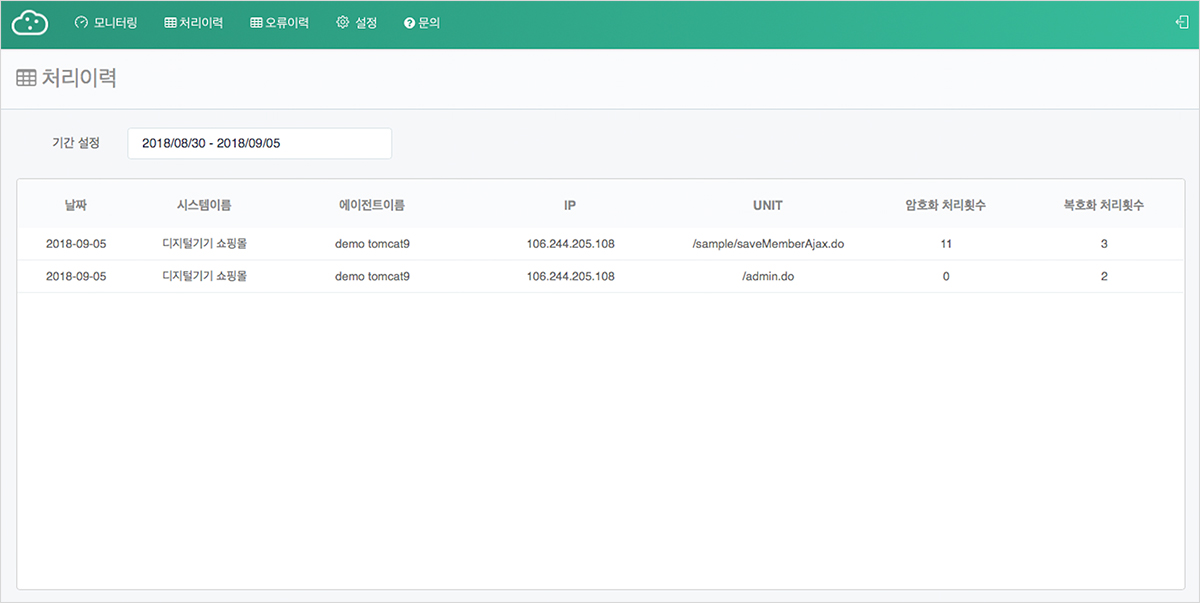 모니터링 처리이력 오류이력 설정 문의
처리이력
기간 설정 2018/08/30 - 2018/09/05
날짜 시스템이름 에이전트이름 IP UNIT 암호화 처리횟수 복호화 처리횟수
2018-09-05 디지털기기 쇼핑몰 demo tomcat9 106.244.205.108 /sample/saveMemberAjax.do 11 3
2018-09-05 디지털기기 쇼핑몰 demo tomcat9 106.244.205.108 /admin.do 0 2